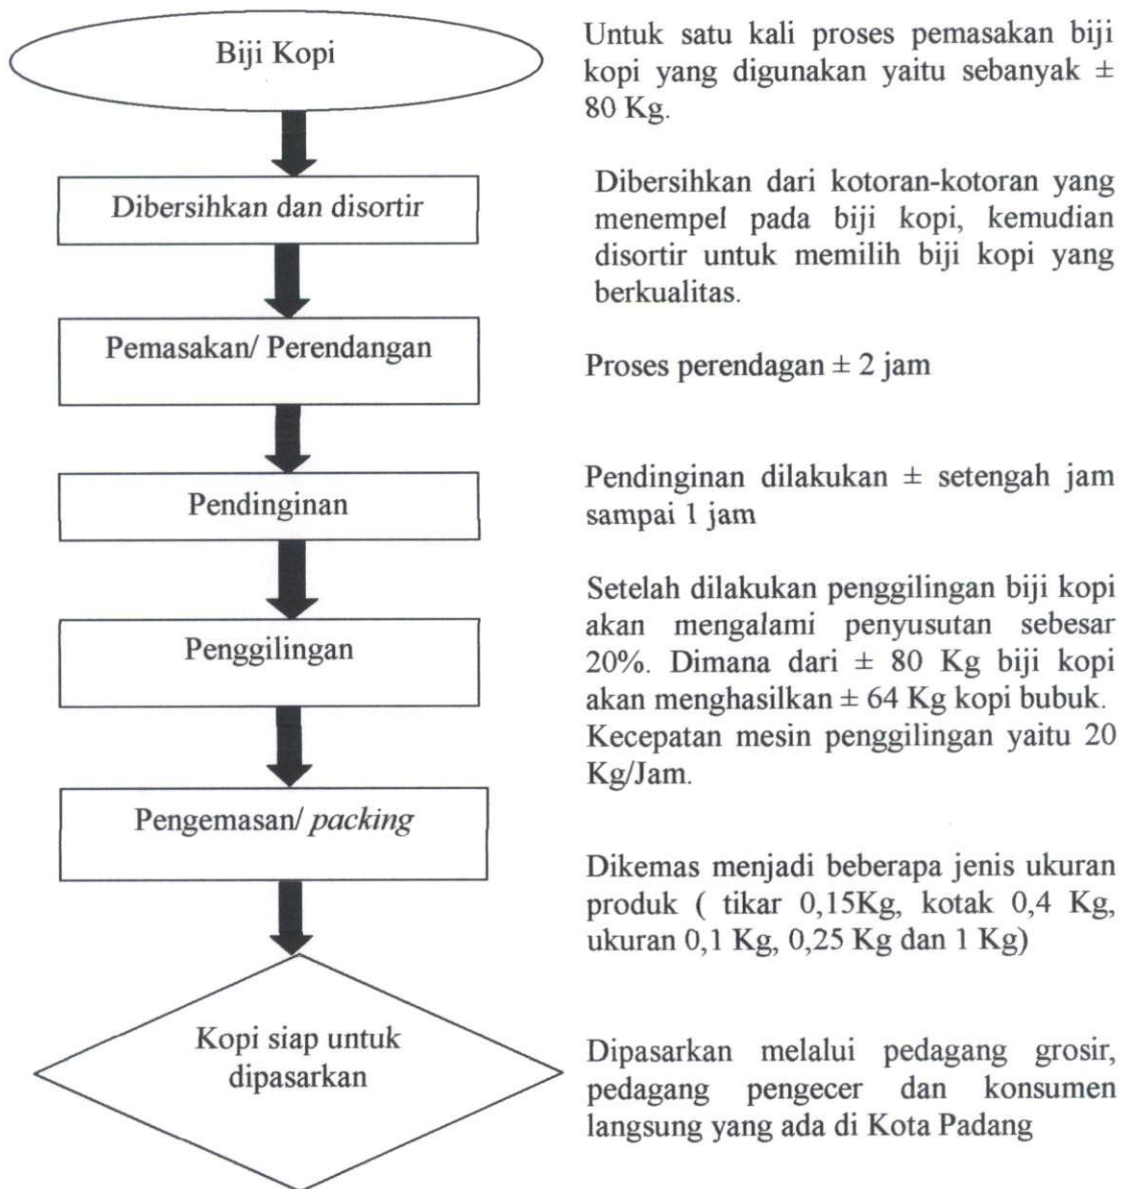 Biji Kopi
Untuk satu kali proses pemasakan biji
kopi yang digunakan yaitu sebanyak ±
80 Kg.
Dibersihkan dan disortir
Dibersihkan dari kotoran-kotoran yang
menempel pada biji kopi, kemudian
disortir untuk memilih biji kopi yang
berkualitas.
Pemasakan/ Perendangan
Proses perendagan ± 2 jam
Pendinginan
Pendinginan dilakukan ± setengah jam
sampai 1 jam
Penggilingan
Setelah dilakukan penggilingan biji kopi
akan mengalami penyusutan sebesar
20%. Dimana dari ± 80 Kg biji kopi
akan menghasilkan ± 64 Kg kopi bubuk.
Kecepatan mesin penggilingan yaitu 20
Kg/Jam.
Pengemasan/ packing
Dikemas menjadi beberapa jenis ukuran
produk ( tikar 0,15Kg, kotak 0,4 Kg,
ukuran 0,1 Kg, 0,25 Kg dan 1 Kg)
Kopi siap untuk
dipasarkan
Dipasarkan melalui pedagang grosir,
pedagang pengecer dan konsumen
langsung yang ada di Kota Padang